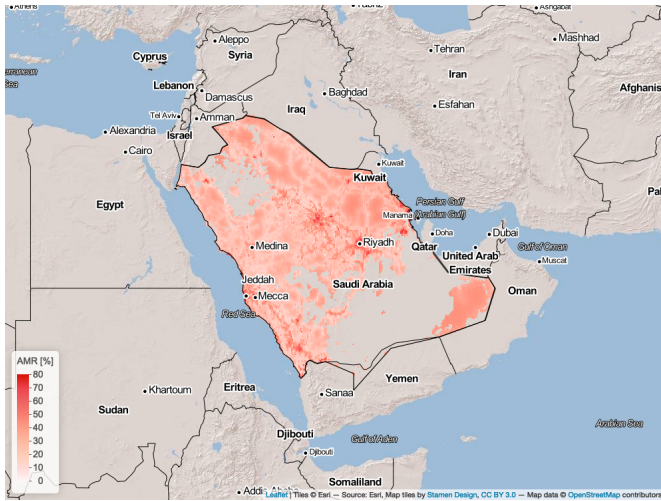 Athens
Tabriz
Ashgabat
Aleppo
Mashhad
Tehran
Cyprus
Syria
Iran
Sea
Lebanon
Damascus
Baghdad
Afghanis
Esfahan
Tel Aviv
Amman
Iraq
Alexandria
Israel
Cairo
Kuwait
Kuwait
Pa
Egypt
Persian Gulf
Manama
(Arabian Gulf)
Doha
Dubai
Medina
Riyadh
Qatar
Gulf of Oman
United Arab
Emirates
Muscat
Jeddah
Saudi Arabia
Mecca
Oman
Red Sea
AMR [%]
80
70
60
50
40
30
20
10
0
Yemen
Khartoum
Eritrea
Sanaa
Sudan
Arabian Sea
Djibouti
Gulf of Aden
Djibouti
Somaliland
Addis Ababa
Leaflet | Tiles © Esri — Source: Esri, Map tiles by Stamen Design, CC BY 3.0 — Map data © OpenStreetMap contributor